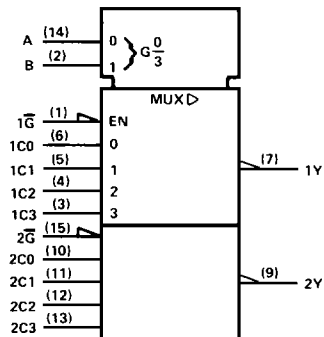 A (14) 0 } G 0/3
B (2) 1
MUX ▷
1G̅ (1) EN
1C0 (6) 0
1C1 (5) 1 (7) 1Y
1C2 (4) 2
1C3 (3) 3
2G̅ (15)
2C0 (10)
2C1 (11) (9) 2Y
2C2 (12)
2C3 (13)